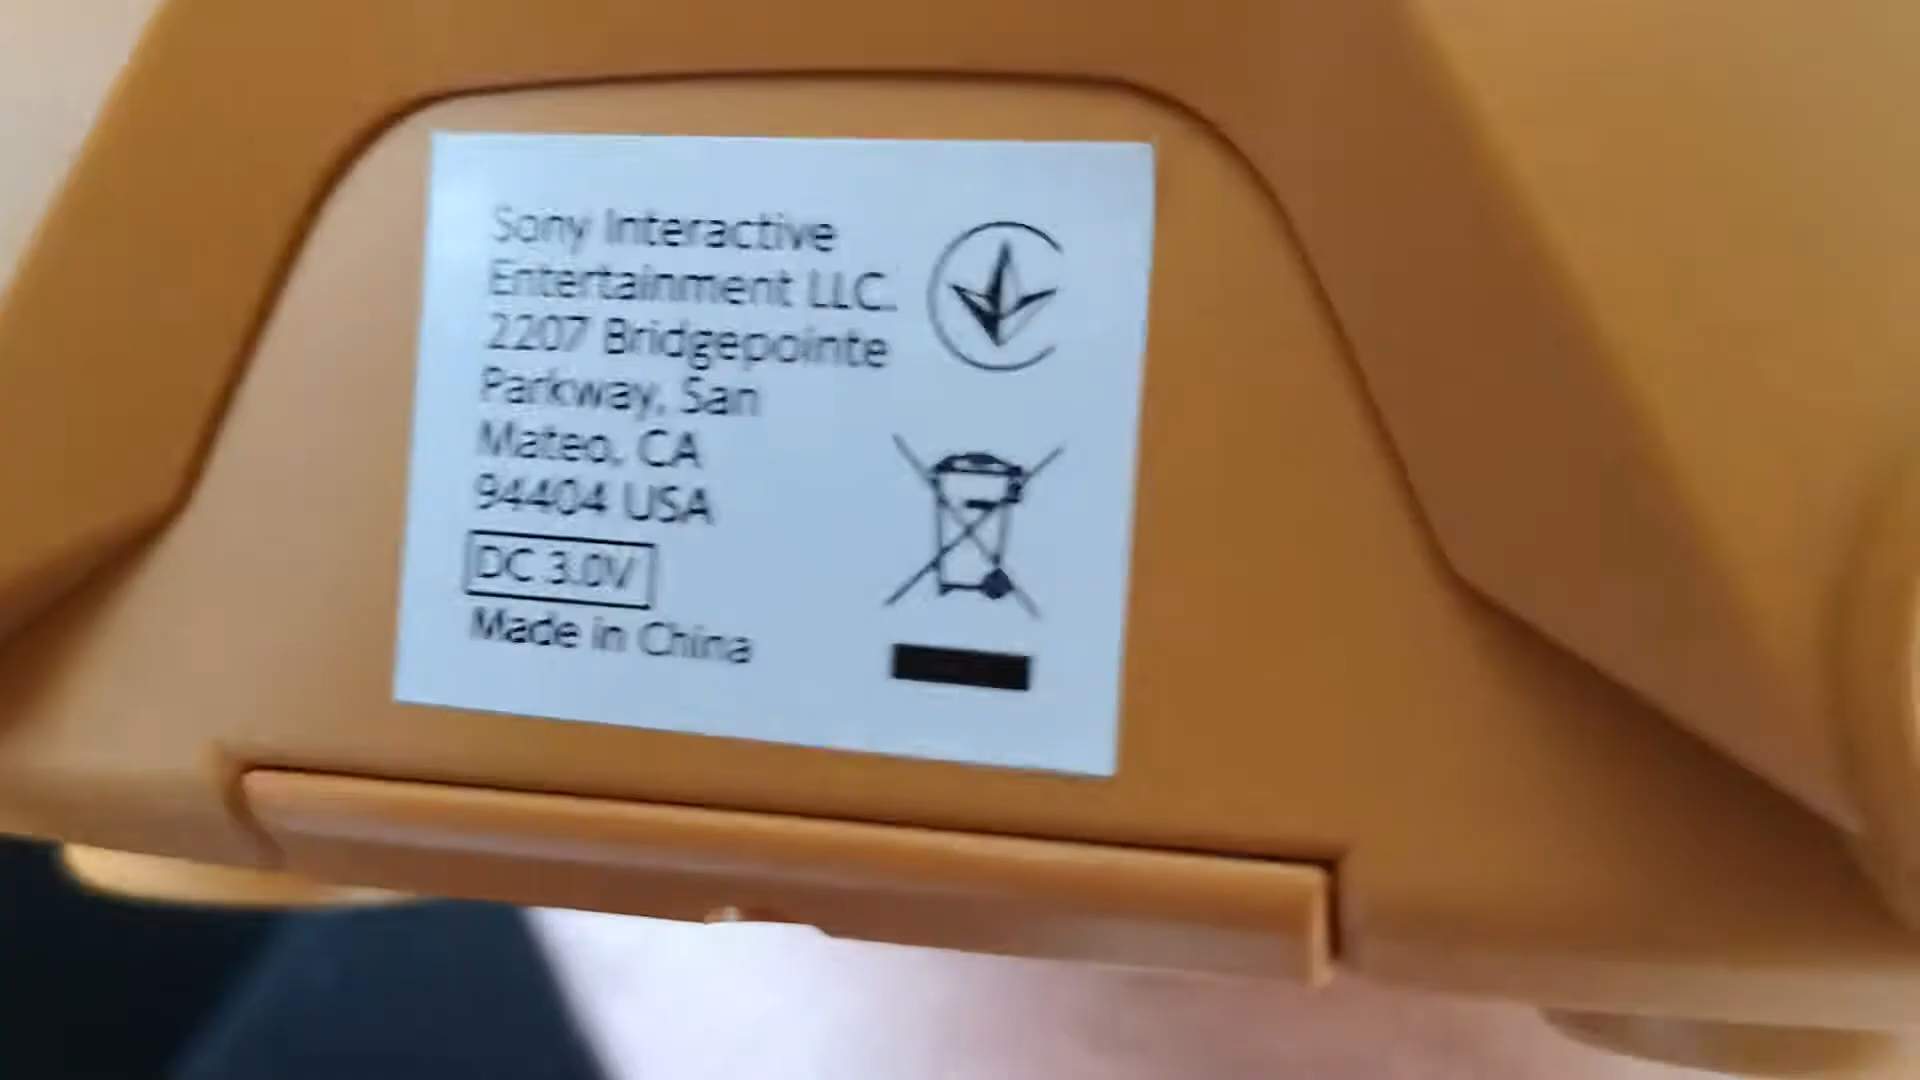 Sony Interactive
Entertainment LLC.
2207 Bridgepointe
Parkway, San
Mateo, CA
94404 USA
DC 3.0V
Made in China